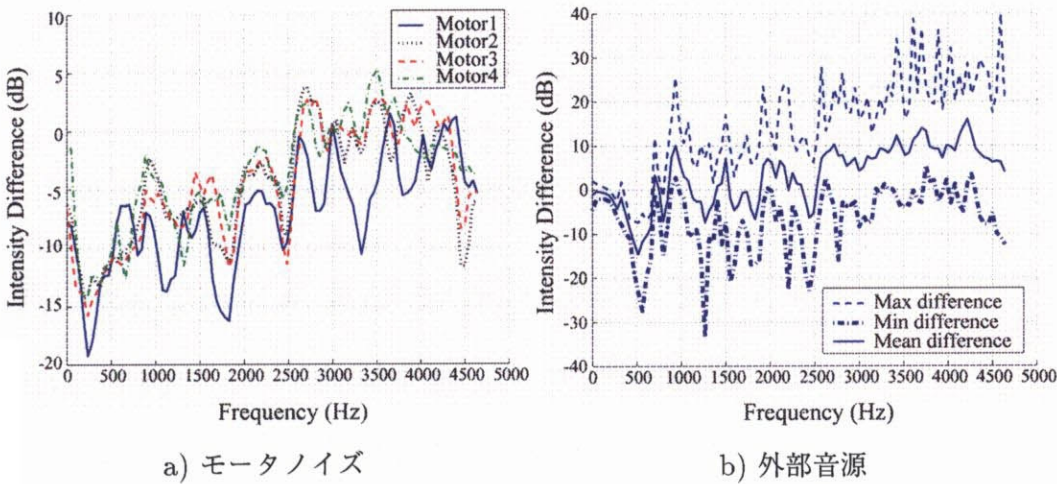 Intensity Difference (dB)
10
5
0
-5
-10
-15
-20
0
500
1000
1500
2000
2500
3000
3500
4000
4500
5000
Frequency (Hz)
Motor1
Motor2
Motor3
Motor4
a) モータノイズ
Intensity Difference (dB)
40
30
20
10
0
-10
-20
-30
-40
0
500
1000
1500
2000
2500
3000
3500
4000
4500
5000
Frequency (Hz)
Max difference
Min difference
Mean difference
b) 外部音源